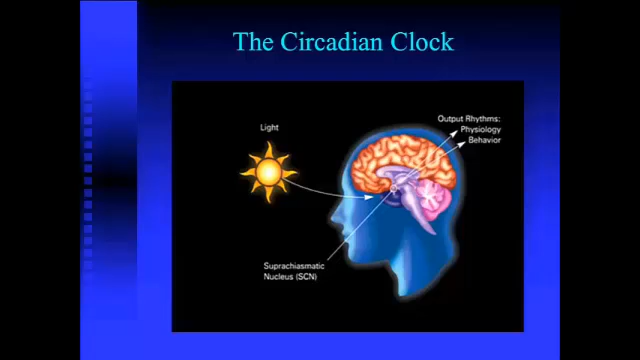 The Circadian Clock
Light
Output Rhythms:
Physiology
Behavior
Suprachiasmatic
Nucleus (SCN)